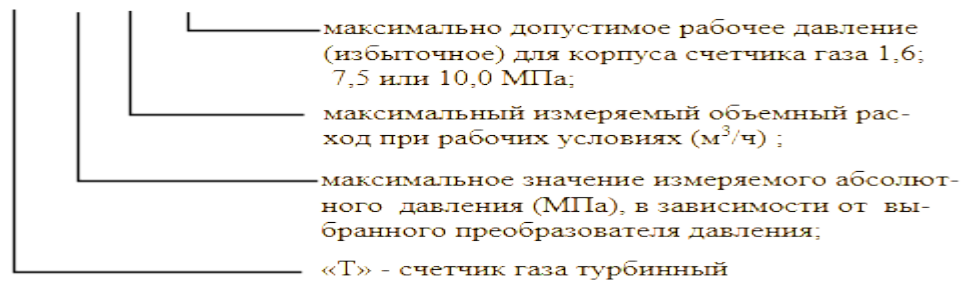 максимально допустимое рабочее давление
(избыточное) для корпуса счетчика газа 1,6;
7,5 или 10,0 МПа;
максимальный измеряемый объемный рас-
ход при рабочих условиях (м³/ч) ;
максимальное значение измеряемого абсолют-
ного давления (МПа), в зависимости от вы-
бранного преобразователя давления;
«Т» - счетчик газа турбинный